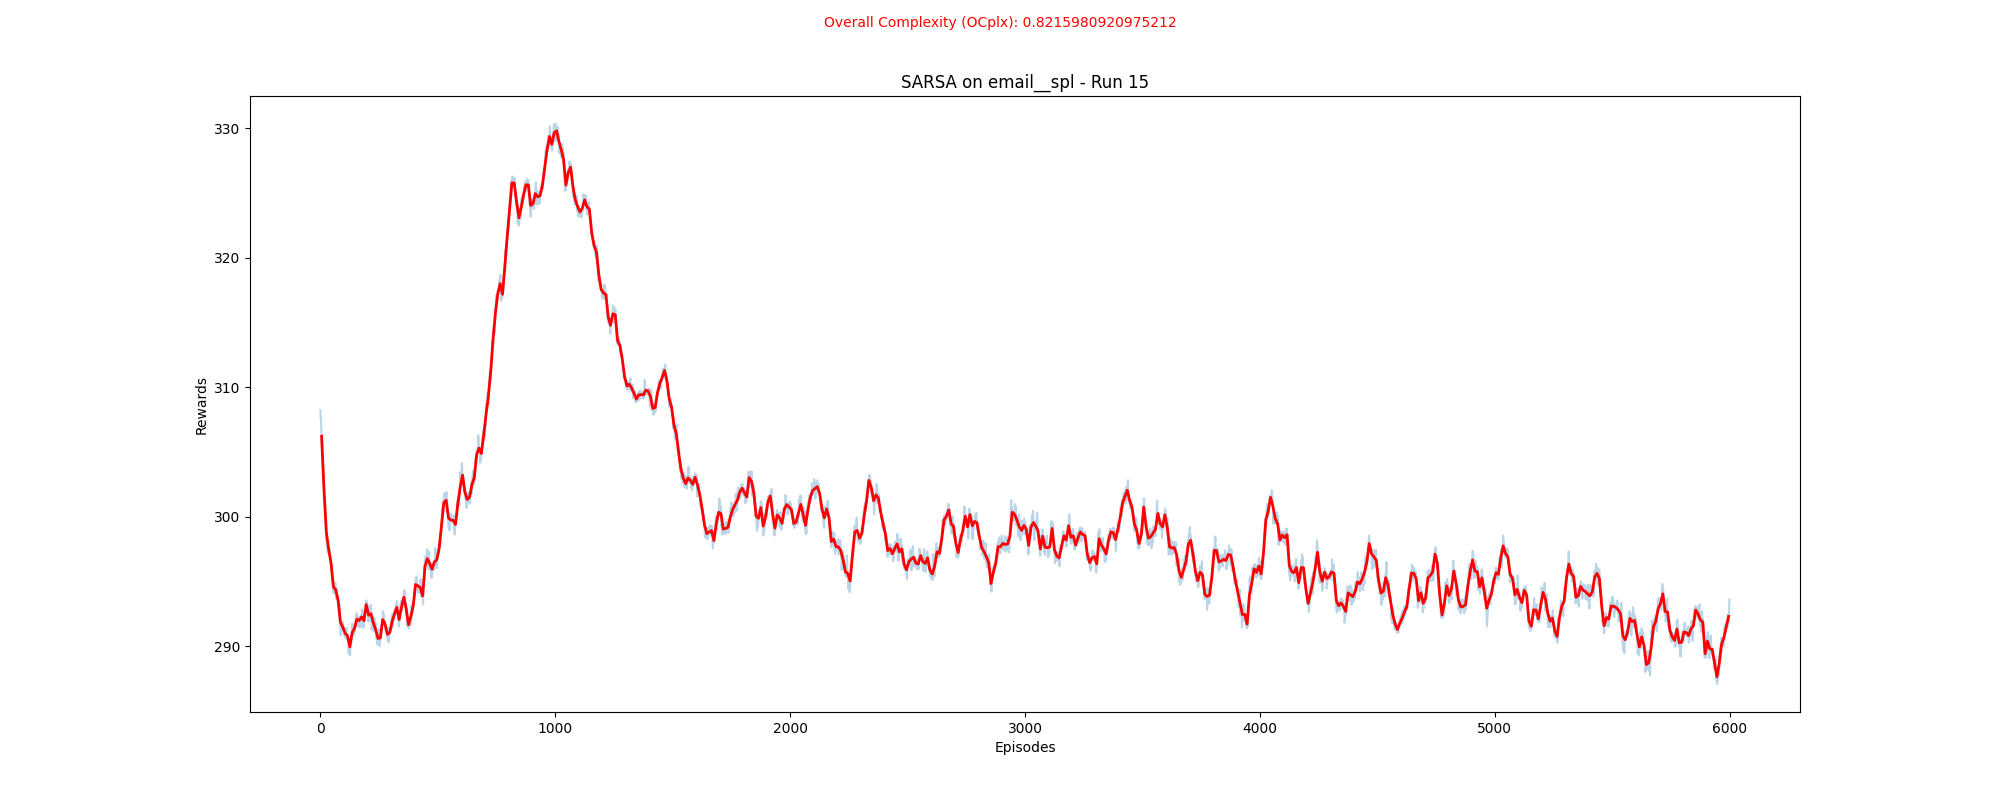 Overall Complexity (OCplx): 0.8215980920975212
SARSA on email__spl - Run 15
330
320
310
300
290
Rewards
0 1000 2000 3000 4000 5000 6000
Episodes